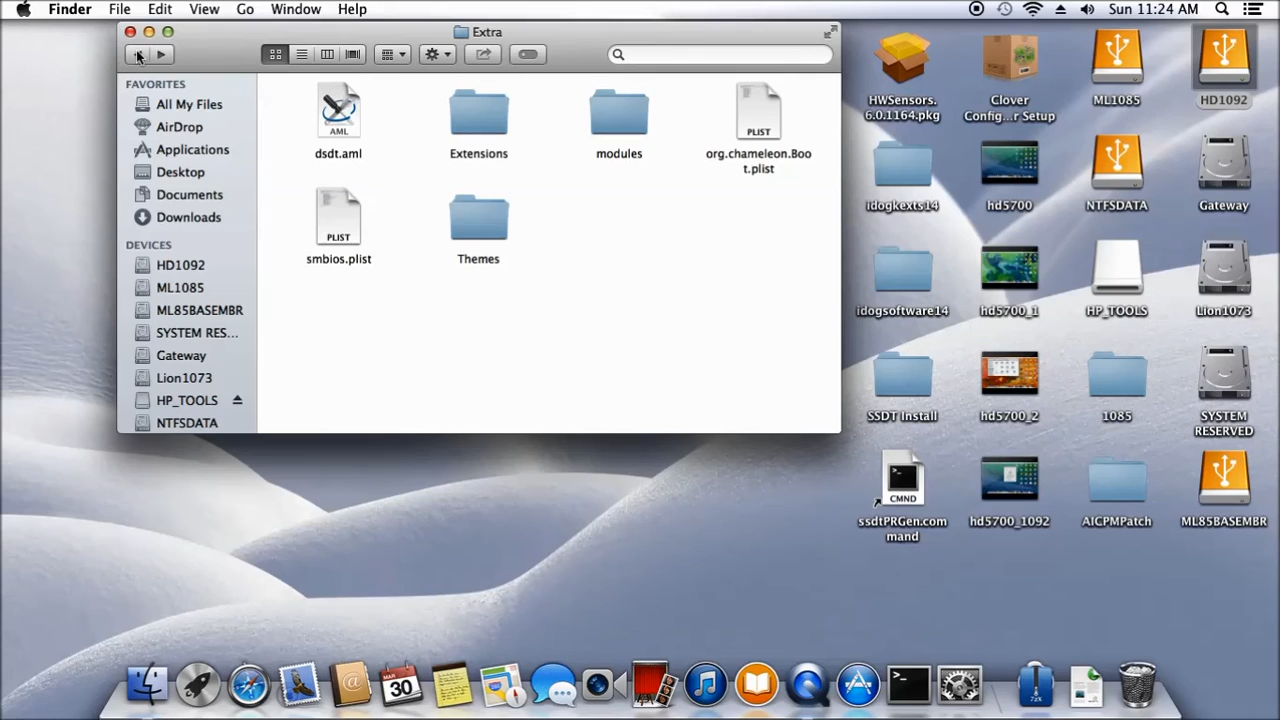 Finder File Edit View Go Window Help Sun 11:24 AM
Extra
FAVORITES
All My Files
AirDrop
Applications
Desktop
Documents
Downloads
DEVICES
HD1092
ML1085
ML85BASEMBR
SYSTEM RES...
Gateway
Lion1073
HP_TOOLS
NTFSDATA
AML
dsdt.aml
Extensions
modules
PLIST
org.chameleon.Boo
t.plist
PLIST
smbios.plist
Themes
HWSensors.
6.0.1164.pkg
Clover
Config...r Setup
ML1085
HD1092
idogkexts14
hd5700
NTFSDATA
Gateway
idogsoftware14
hd5700_1
HP_TOOLS
Lion1073
SSDT Install
hd5700_2
1085
SYSTEM
RESERVED
CMND
ssdtPRGen.com
mand
hd5700_1092
AICPMPatch
ML85BASEMBR
MAR
30
7zX